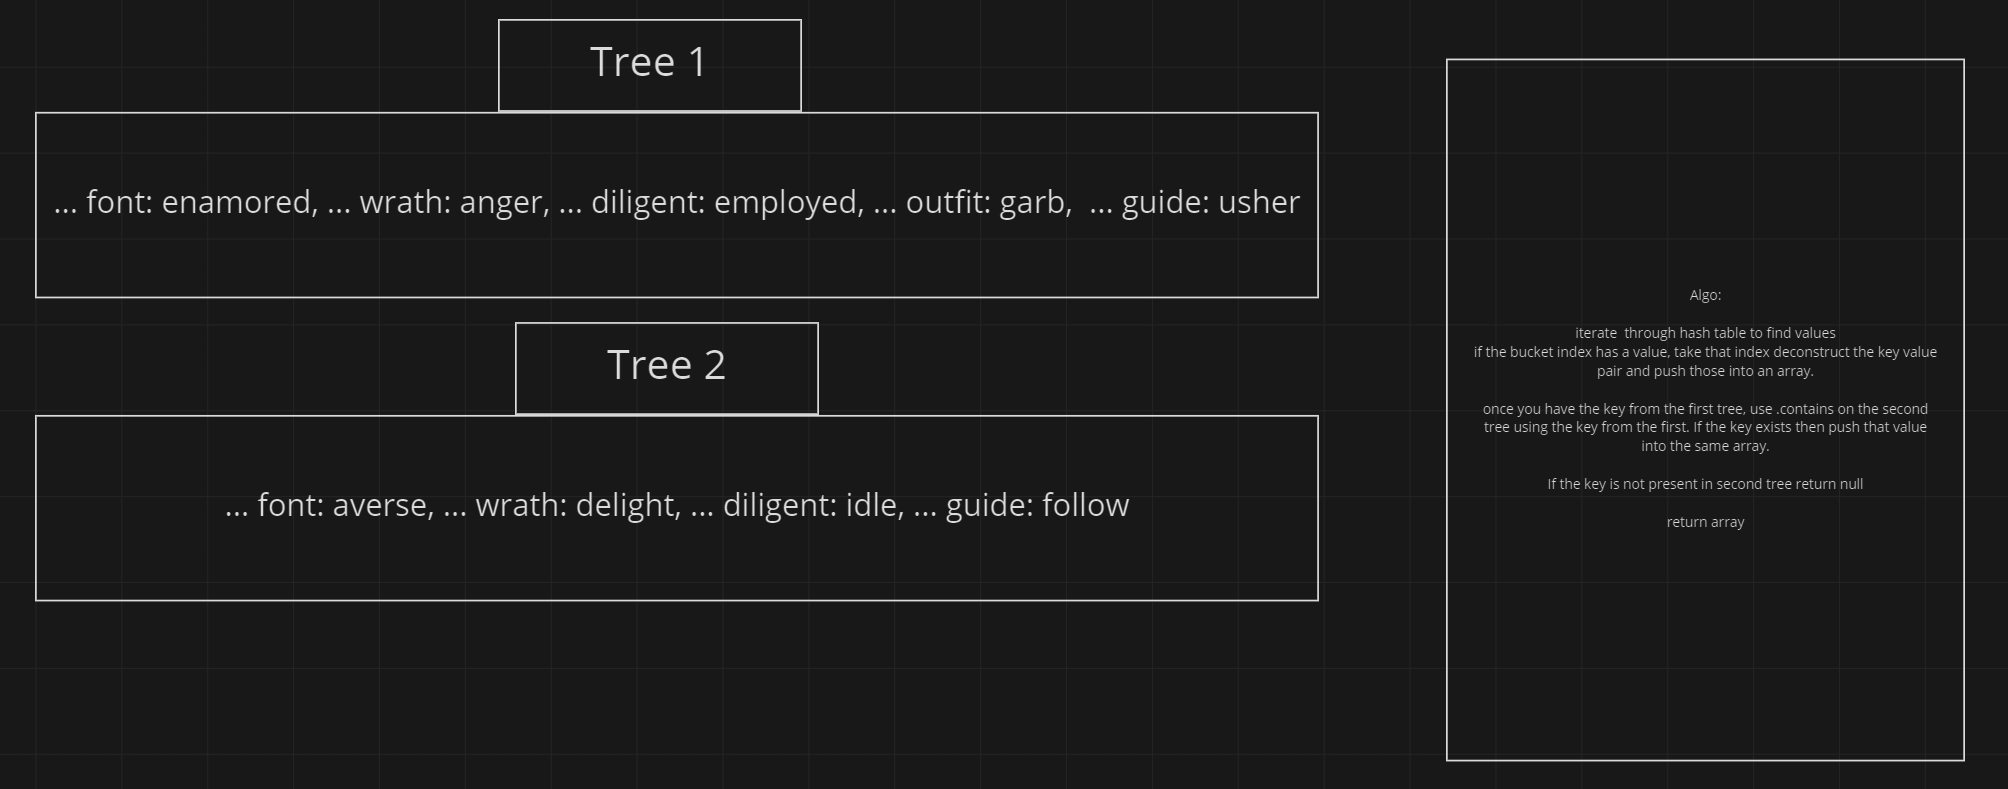 Tree 1
... font: enamored, ... wrath: anger, ... diligent: employed, ... outfit: garb,  ... guide: usher
Tree 2
... font: averse, ... wrath: delight, ... diligent: idle, ... guide: follow
Algo:
iterate  through hash table to find values
if the bucket index has a value, take that index deconstruct the key value
pair and push those into an array.
once you have the key from the first tree, use .contains on the second
tree using the key from the first. If the key exists then push that value
into the same array.
If the key is not present in second tree return null
return array